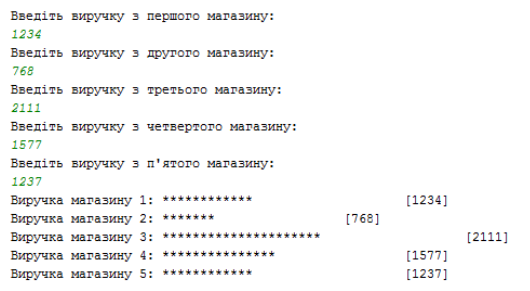 Введіть виручку з першого магазину:
1234
Введіть виручку з другого магазину:
768
Введіть виручку з третього магазину:
2111
Введіть виручку з четвертого магазину:
1577
Введіть виручку з п'ятого магазину:
1237
Виручка магазину 1: ************ [1234]
Виручка магазину 2: ******* [768]
Виручка магазину 3: ********************* [2111]
Виручка магазину 4: *************** [1577]
Виручка магазину 5: ************ [1237]